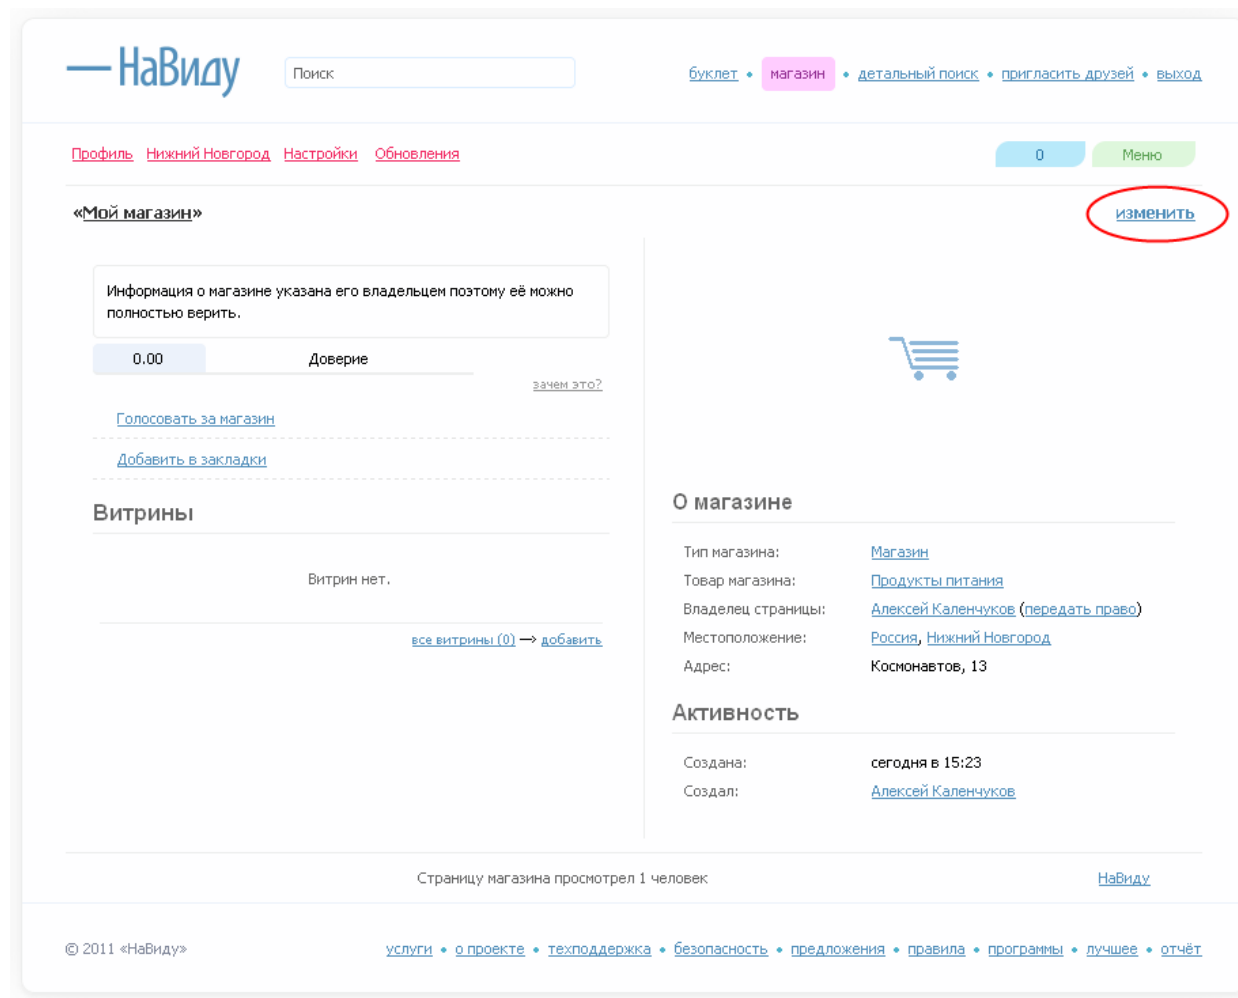 —НаВиду
Поиск
буклет • магазин • детальный поиск • пригласить друзей • выход
Профиль Нижний Новгород Настройки Обновления
0 Меню
«Мой магазин»
изменить
Информация о магазине указана его владельцем поэтому её можно
полностью верить.
0.00 Доверие
зачем это?
Голосовать за магазин
Добавить в закладки
Витрины
Витрин нет.
все витрины (0) —> добавить
О магазине
Тип магазина: Магазин
Товар магазина: Продукты питания
Владелец страницы: Алексей Каленчуков (передать право)
Местоположение: Россия, Нижний Новгород
Адрес: Космонавтов, 13
Активность
Создана: сегодня в 15:23
Создал: Алексей Каленчуков
Страницу магазина просмотрел 1 человек
НаВиду
© 2011 «НаВиду»
услуги • о проекте • техподдержка • безопасность • предложения • правила • программы • лучшее • отчёт